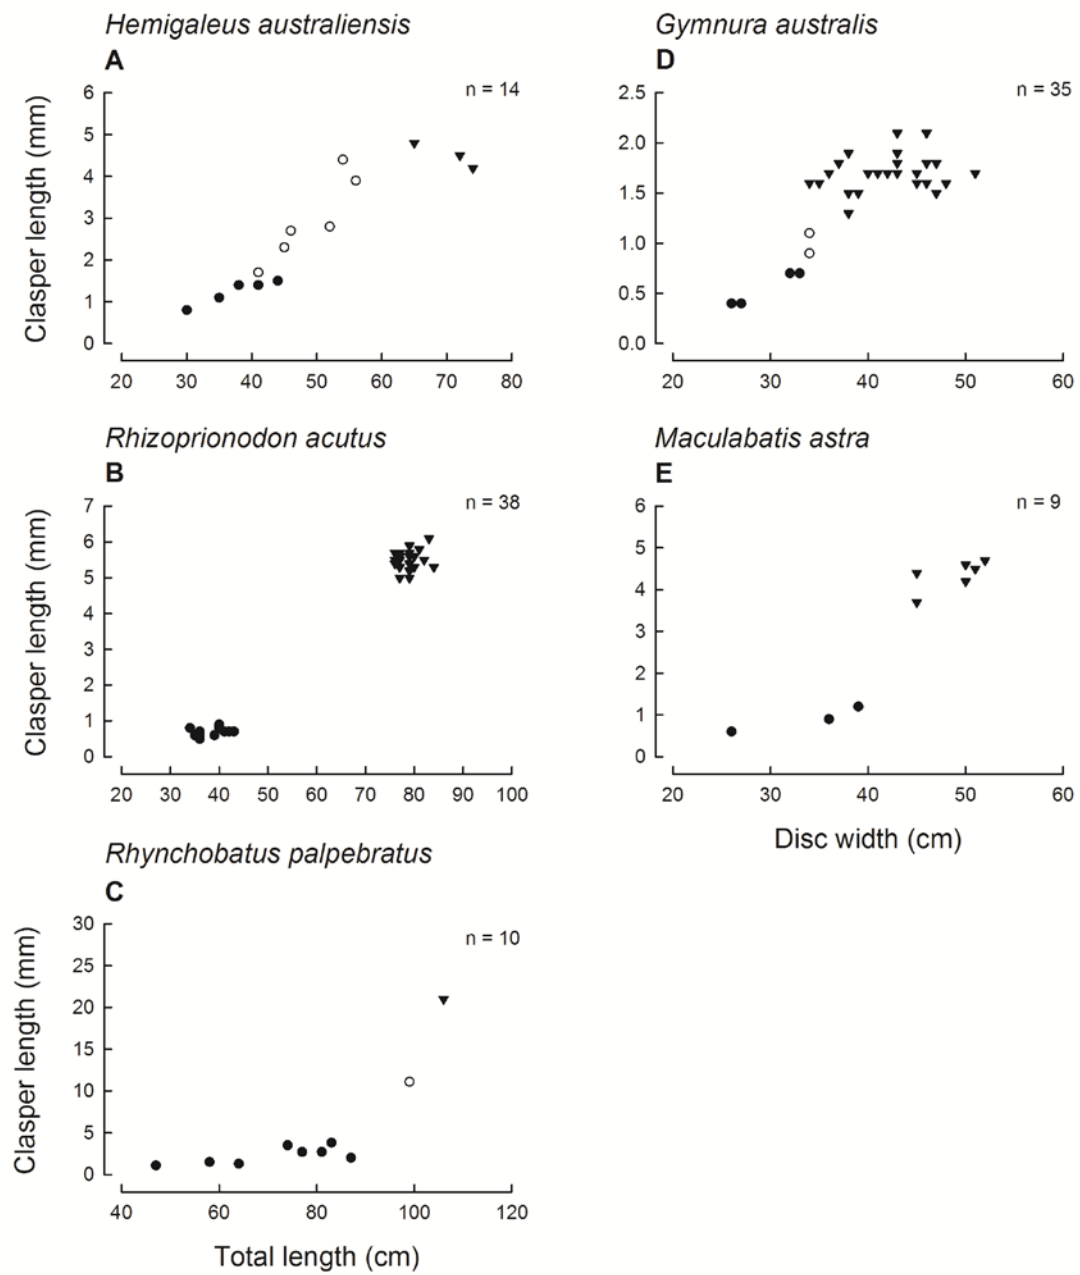 Hemigaleus australiensis
A
n = 14
Clasper length (mm)
6
5
4
3
2
1
0
20 30 40 50 60 70 80
Gymnura australis
D
n = 35
2.5
2.0
1.5
1.0
0.5
0.0
20 30 40 50 60
Rhizoprionodon acutus
B
n = 38
Clasper length (mm)
7
6
5
4
3
2
1
0
20 30 40 50 60 70 80 90 100
Maculabatis astra
E
n = 9
6
5
4
3
2
1
0
20 30 40 50 60
Disc width (cm)
Rhynchobatus palpebratus
C
n = 10
Clasper length (mm)
30
25
20
15
10
5
0
40 60 80 100 120
Total length (cm)